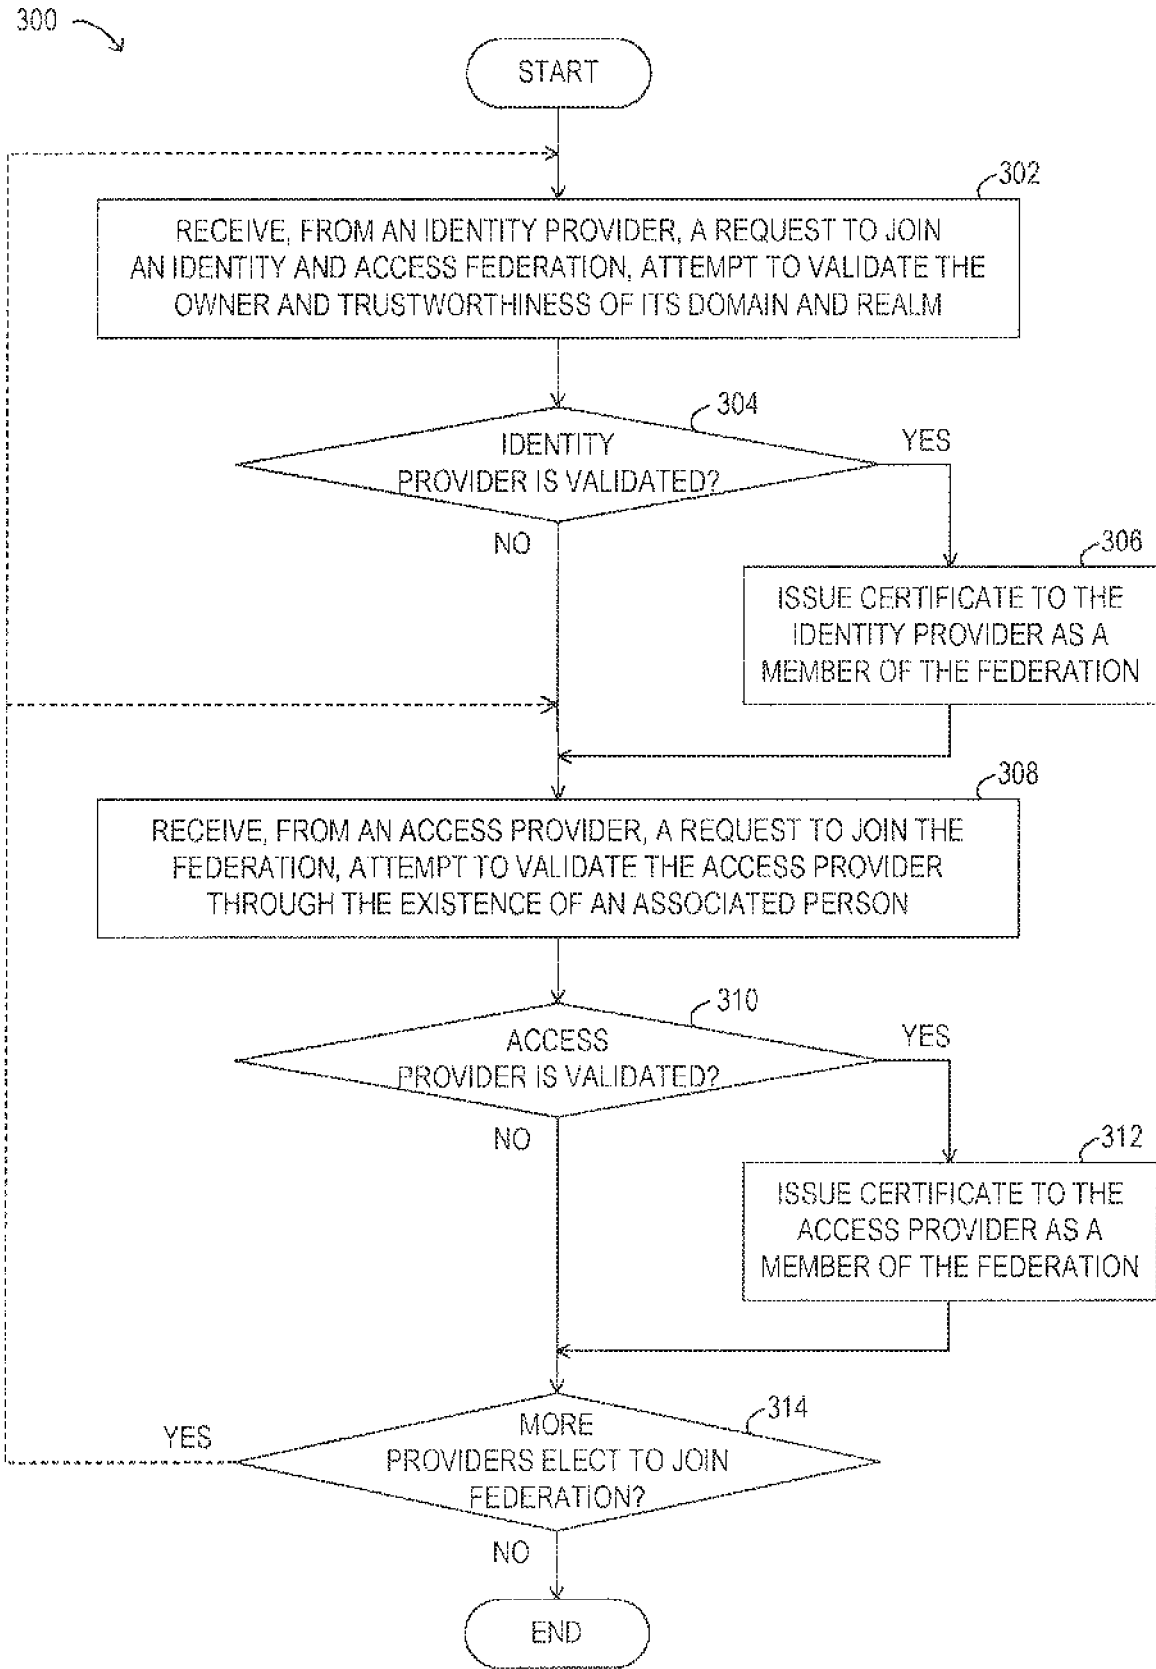 300
START
302
RECEIVE, FROM AN IDENTITY PROVIDER, A REQUEST TO JOIN
AN IDENTITY AND ACCESS FEDERATION, ATTEMPT TO VALIDATE THE
OWNER AND TRUSTWORTHINESS OF ITS DOMAIN AND REALM
304
IDENTITY
PROVIDER IS VALIDATED?
YES
NO
306
ISSUE CERTIFICATE TO THE
IDENTITY PROVIDER AS A
MEMBER OF THE FEDERATION
308
RECEIVE, FROM AN ACCESS PROVIDER, A REQUEST TO JOIN THE
FEDERATION, ATTEMPT TO VALIDATE THE ACCESS PROVIDER
THROUGH THE EXISTENCE OF AN ASSOCIATED PERSON
310
ACCESS
PROVIDER IS VALIDATED?
YES
NO
312
ISSUE CERTIFICATE TO THE
ACCESS PROVIDER AS A
MEMBER OF THE FEDERATION
314
MORE
PROVIDERS ELECT TO JOIN
FEDERATION?
YES
NO
END